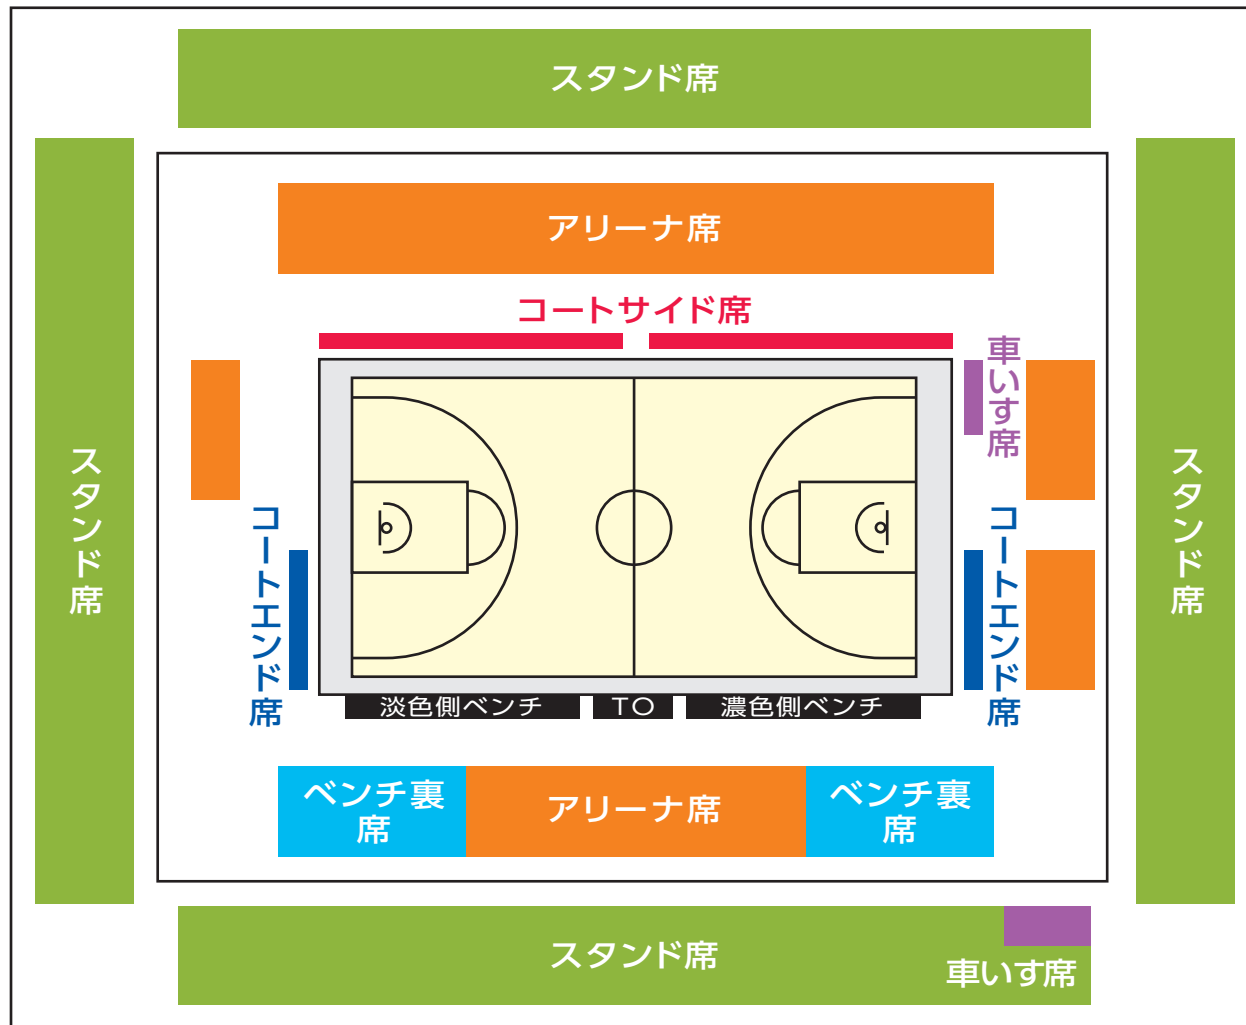 スタンド席
アリーナ席
コートサイド席
車いす席
スタンド席
スタンド席
コートエンド席
コートエンド席
淡色側ベンチ
TO
濃色側ベンチ
ベンチ裏
席
アリーナ席
ベンチ裏
席
スタンド席
車いす席